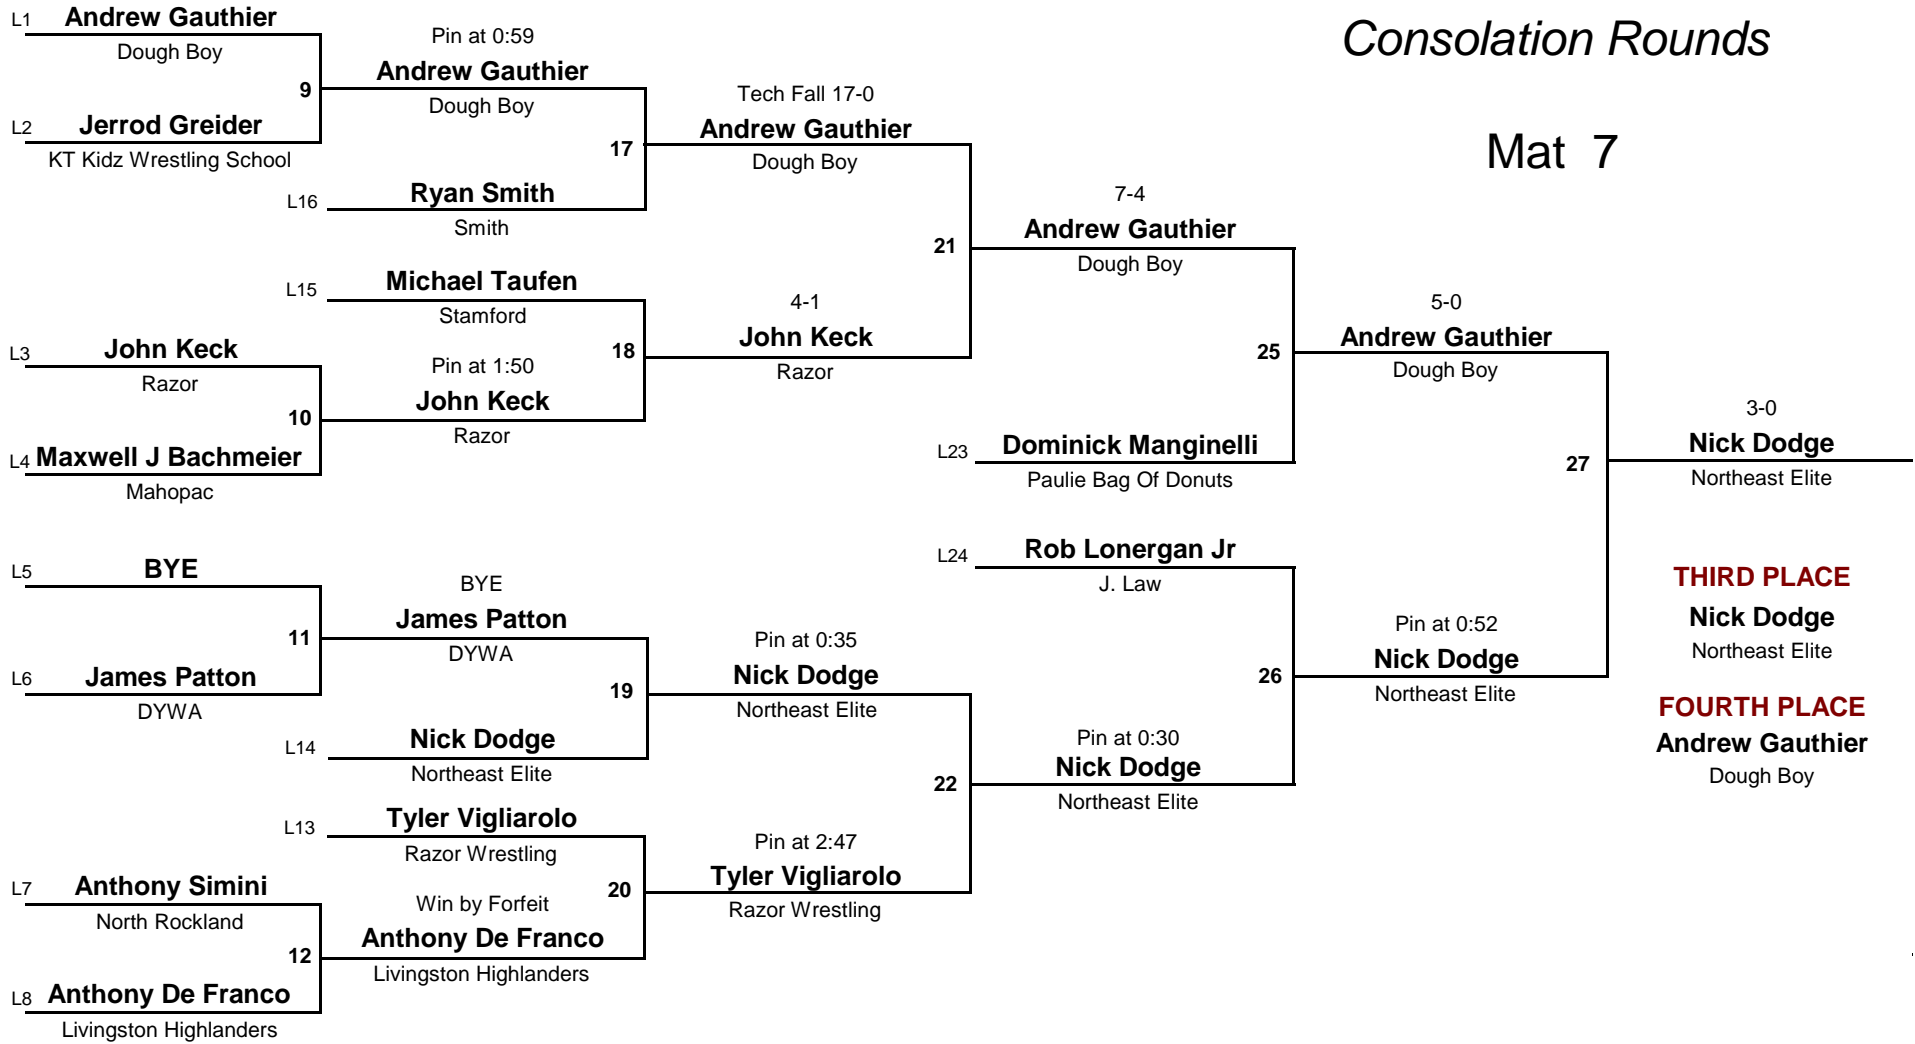 Consolation Rounds
Mat 7
L1 Andrew Gauthier
Dough Boy
9
L2 Jerrod Greider
KT Kidz Wrestling School
L3 John Keck
Razor
10
L4 Maxwell J Bachmeier
Mahopac
L5 BYE
11
L6 James Patton
DYWA
L7 Anthony Simini
North Rockland
12
L8 Anthony De Franco
Livingston Highlanders
Pin at 0:59
Andrew Gauthier
Dough Boy
17
L16 Ryan Smith
Smith
L15 Michael Taufen
Stamford
18
Pin at 1:50
John Keck
Razor
BYE
James Patton
DYWA
19
L14 Nick Dodge
Northeast Elite
L13 Tyler Vigliarolo
Razor Wrestling
20
Win by Forfeit
Anthony De Franco
Livingston Highlanders
Tech Fall 17-0
Andrew Gauthier
Dough Boy
21
4-1
John Keck
Razor
Pin at 0:35
Nick Dodge
Northeast Elite
22
Pin at 2:47
Tyler Vigliarolo
Razor Wrestling
7-4
Andrew Gauthier
Dough Boy
25
L23 Dominick Manginelli
Paulie Bag Of Donuts
L24 Rob Lonergan Jr
J. Law
26
Pin at 0:30
Nick Dodge
Northeast Elite
5-0
Andrew Gauthier
Dough Boy
27
Pin at 0:52
Nick Dodge
Northeast Elite
3-0
Nick Dodge
Northeast Elite
THIRD PLACE
Nick Dodge
Northeast Elite
FOURTH PLACE
Andrew Gauthier
Dough Boy